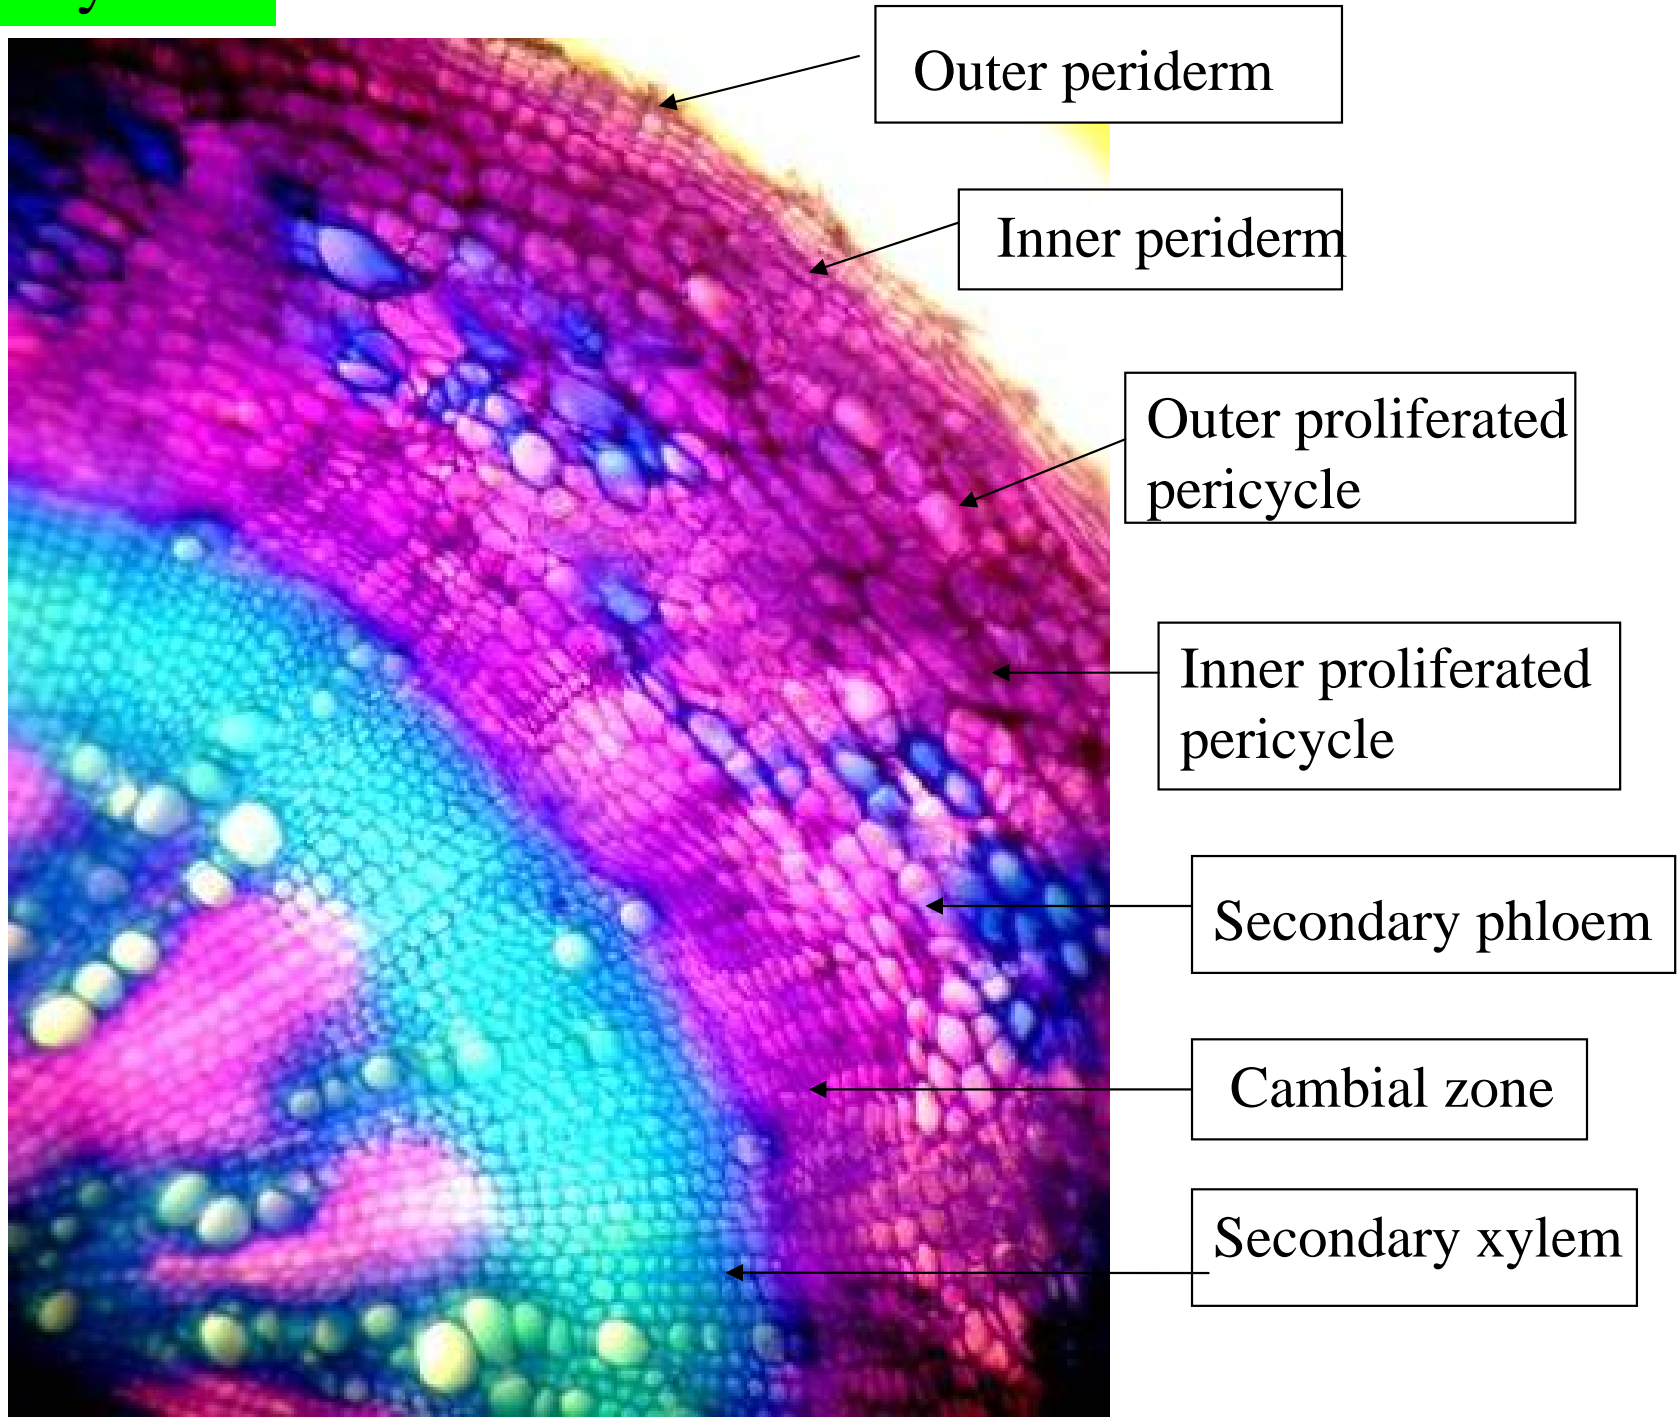 Outer periderm
Inner periderm
Outer proliferated
pericycle
Inner proliferated
pericycle
Secondary phloem
Cambial zone
Secondary xylem